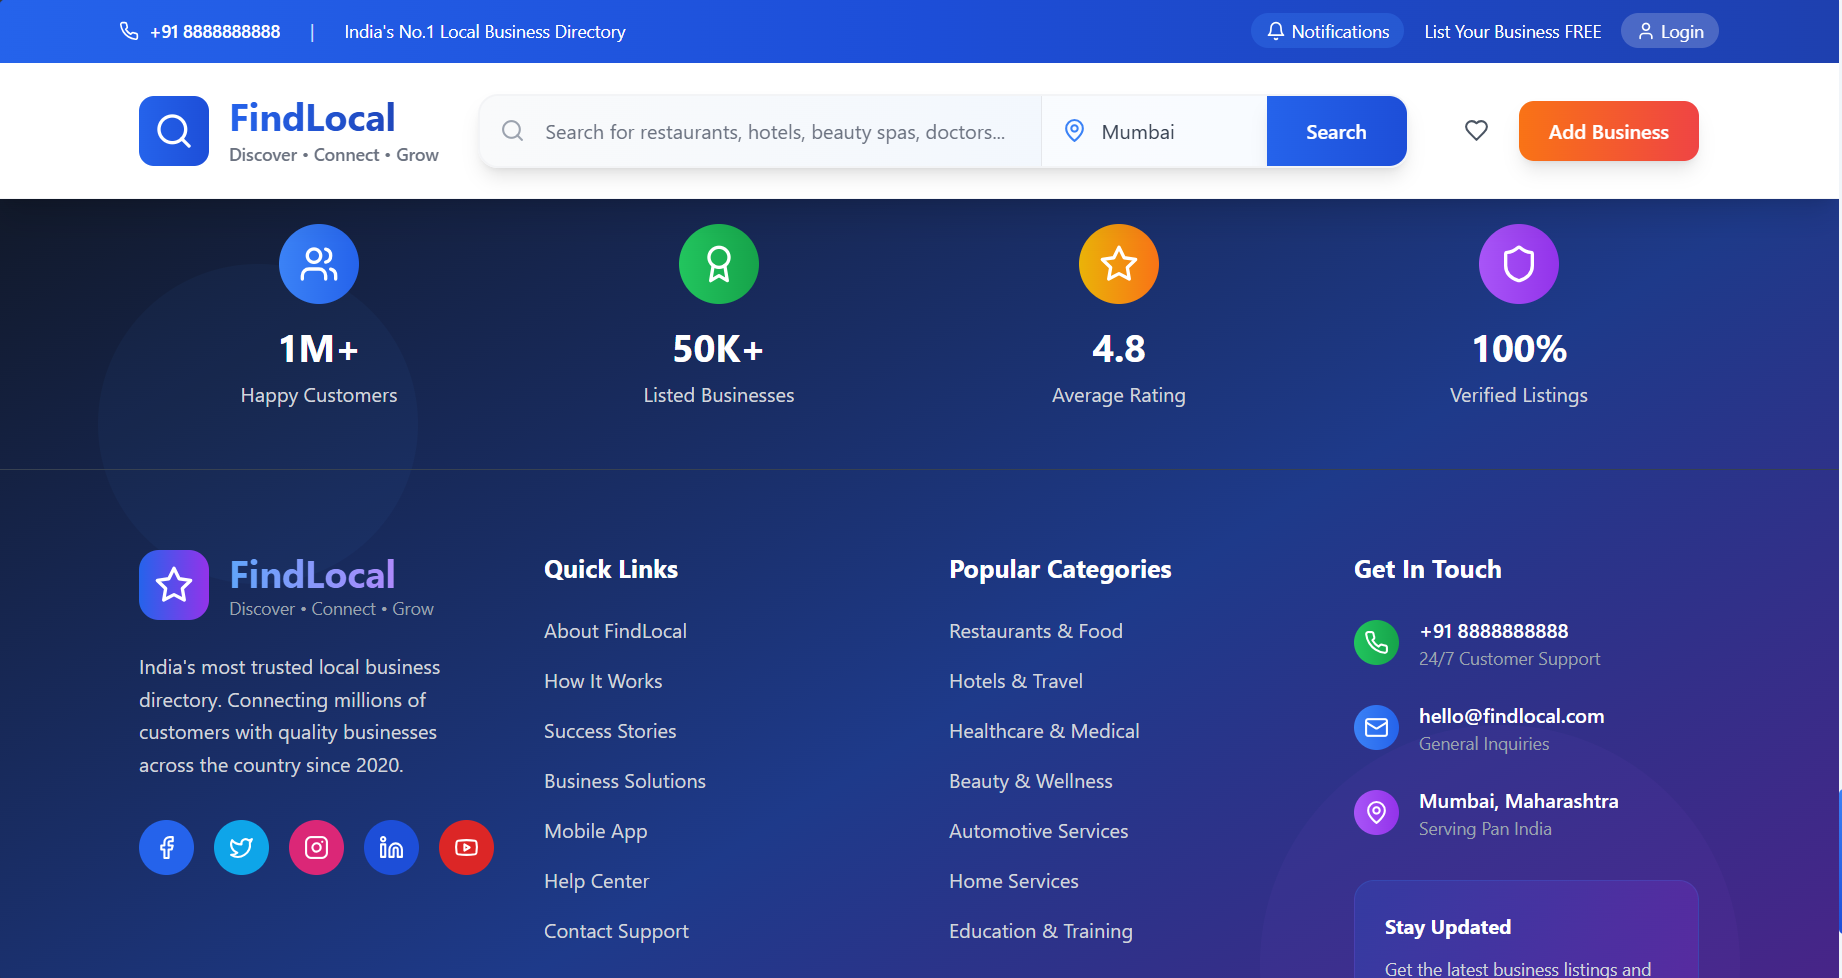 +91 8888888888 | India's No.1 Local Business Directory Notifications List Your Business FREE Login
FindLocal
Discover • Connect • Grow
Search for restaurants, hotels, beauty spas, doctors...
Mumbai
Search
Add Business
1M+
Happy Customers
50K+
Listed Businesses
4.8
Average Rating
100%
Verified Listings
FindLocal
Discover • Connect • Grow
India's most trusted local business
directory. Connecting millions of
customers with quality businesses
across the country since 2020.
Quick Links
About FindLocal
How It Works
Success Stories
Business Solutions
Mobile App
Help Center
Contact Support
Popular Categories
Restaurants & Food
Hotels & Travel
Healthcare & Medical
Beauty & Wellness
Automotive Services
Home Services
Education & Training
Get In Touch
+91 8888888888
24/7 Customer Support
hello@findlocal.com
General Inquiries
Mumbai, Maharashtra
Serving Pan India
Stay Updated
Get the latest business listings and